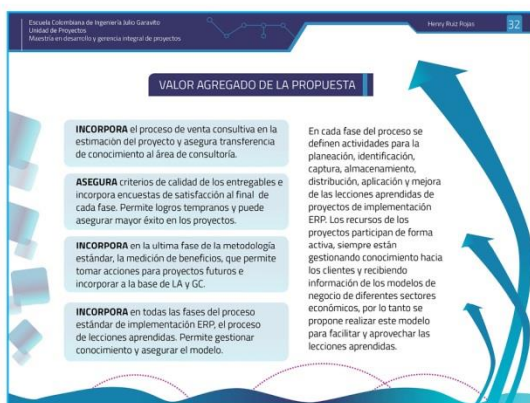 Escuela Colombiana de Ingeniería Julio Garavito
Unidad de Proyectos
Maestría en desarrollo y gerencia integral de proyectos
Henry Ruiz Rojas
32
VALOR AGREGADO DE LA PROPUESTA
INCORPORA el proceso de venta consultiva en la
estimación del proyecto y asegura transferencia
de conocimiento al área de consultoría.
ASEGURA criterios de calidad de los entregables e
incorpora encuestas de satisfacción al final de
cada fase. Permite logros tempranos y puede
asegurar mayor éxito en los proyectos.
INCORPORA en la ultima fase de la metodología
estándar, la medición de beneficios, que permite
tomar acciones para proyectos futuros e
incorporar a la base de LA y GC.
INCORPORA en todas las fases del proceso
estándar de implementación ERP, el proceso
de lecciones aprendidas. Permite gestionar
conocimiento y asegurar el modelo.
En cada fase del proceso se
definen actividades para la
planeación, identificación,
captura, almacenamiento,
distribución, aplicación y mejora
de las lecciones aprendidas de
proyectos de implementación
ERP. Los recursos de los
proyectos participan de forma
activa, siempre están
gestionando conocimiento hacia
los clientes y recibiendo
información de los modelos de
negocio de diferentes sectores
económicos, por lo tanto se
propone realizar este modelo
para facilitar y aprovechar las
lecciones aprendidas.